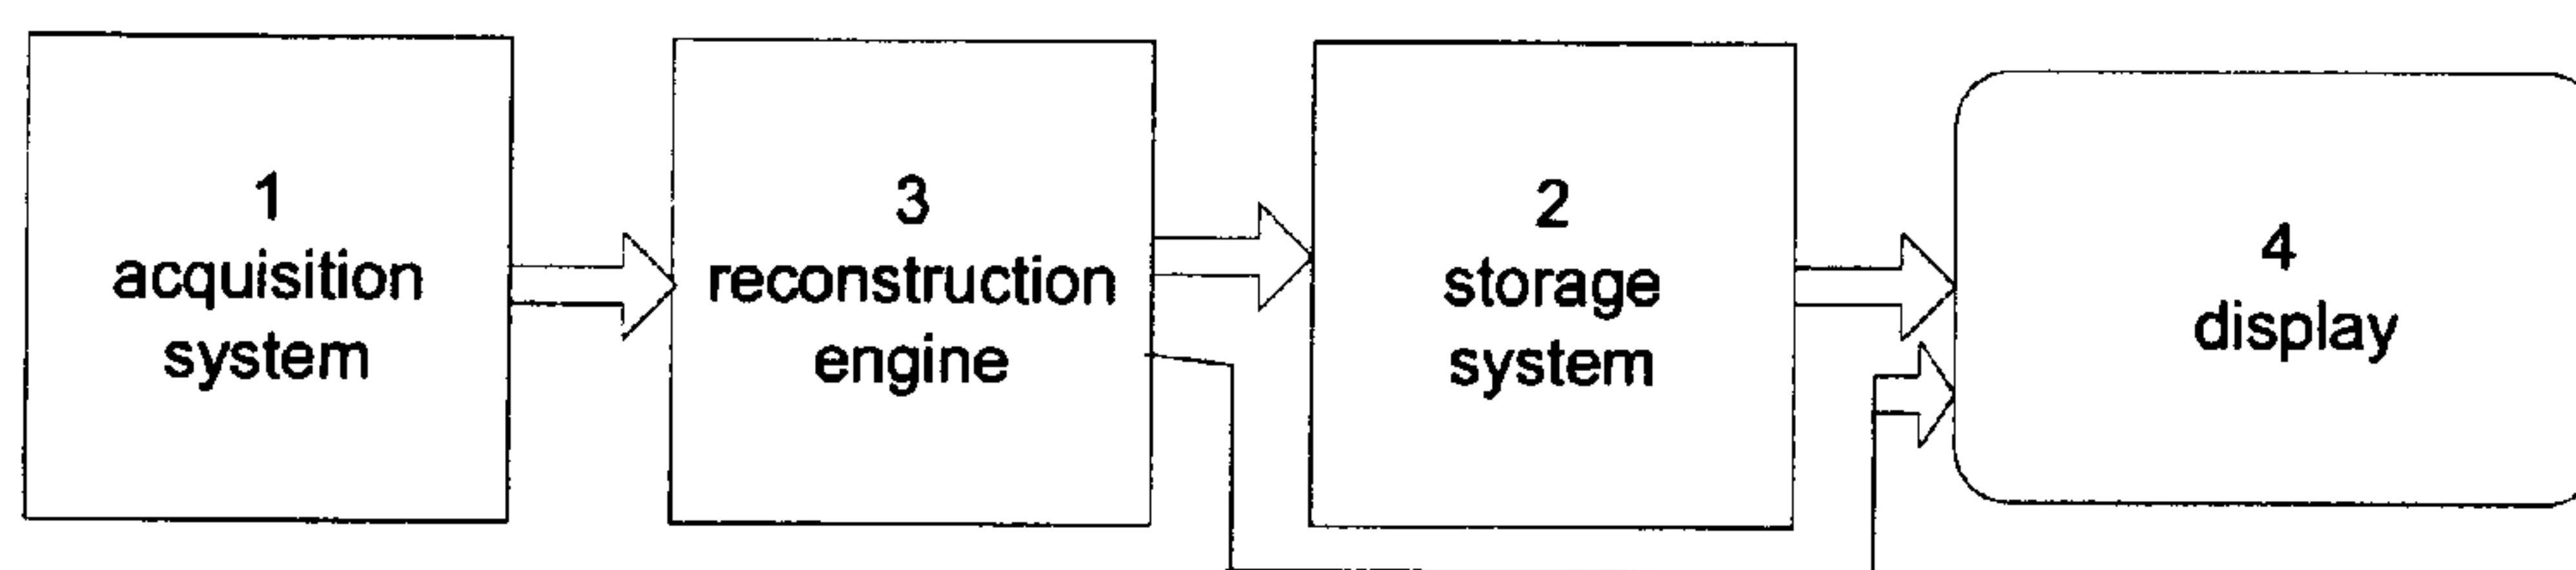 1
acquisition
system
3
reconstruction
engine
2
storage
system
4
display